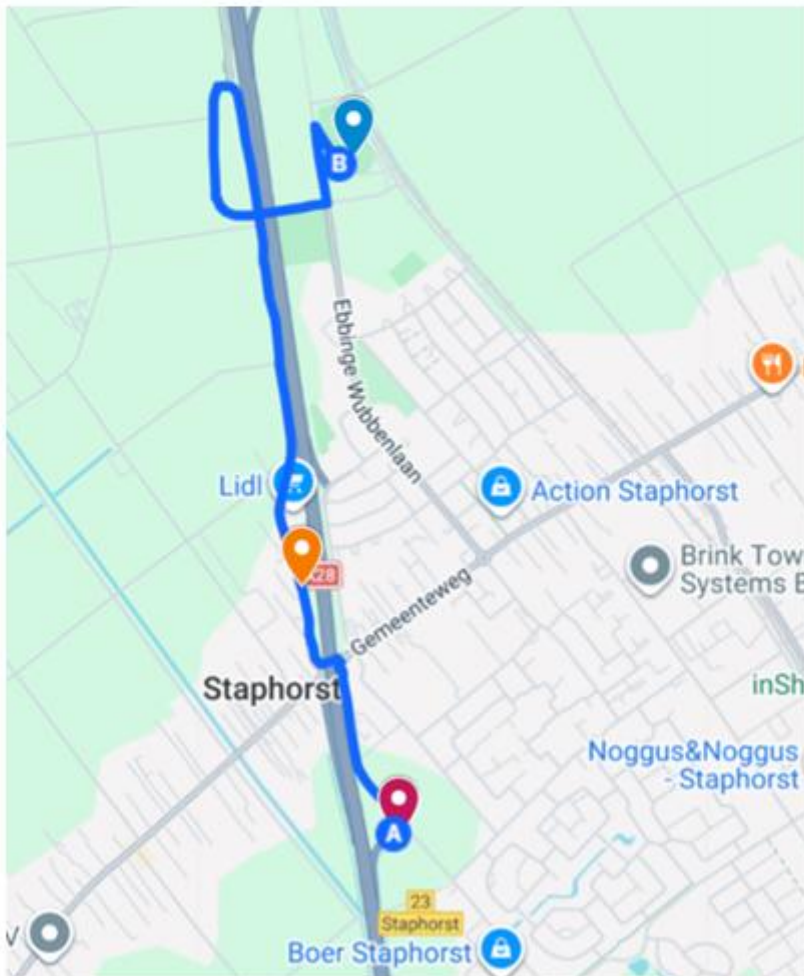 B
Ebbinge Wubbenlaan
Lidl
Action Staphorst
Brink Tow
Systems B
A28
Gemeenteweg
Staphorst
inSh
Noggus&Noggus
- Staphorst
A
23
Staphorst
V
Boer Staphorst